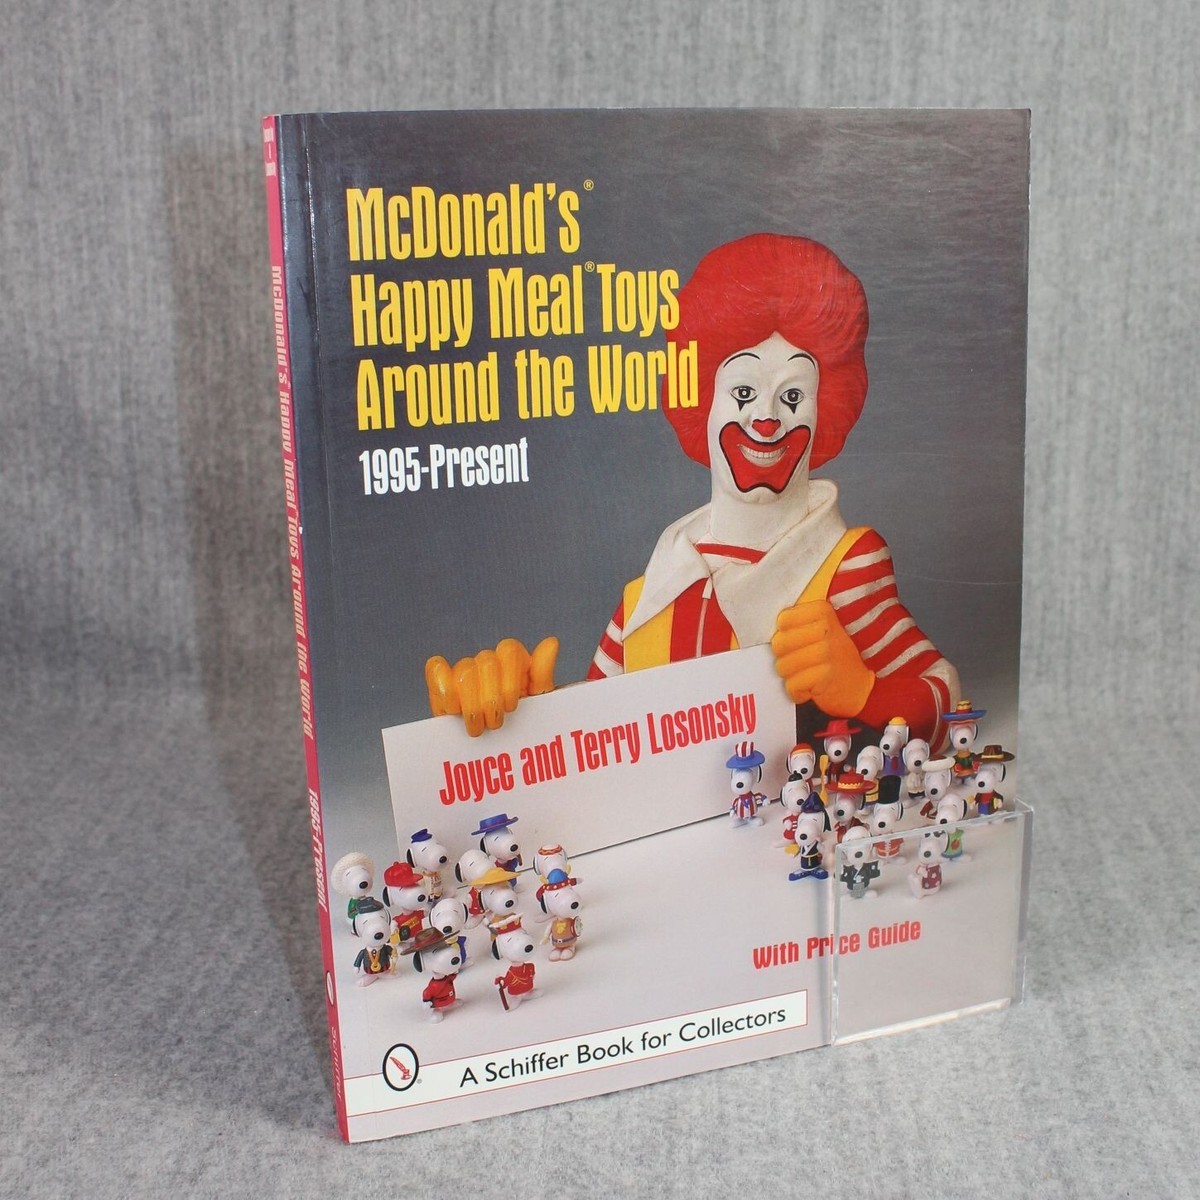 McDonald's®
Happy Meal® Toys
Around the World
1995-Present
Joyce and Terry Losonsky
With Price Guide
A Schiffer Book for Collectors
®
McDonald's Happy Meal Toys Around the World
1995-Present
Schiffer